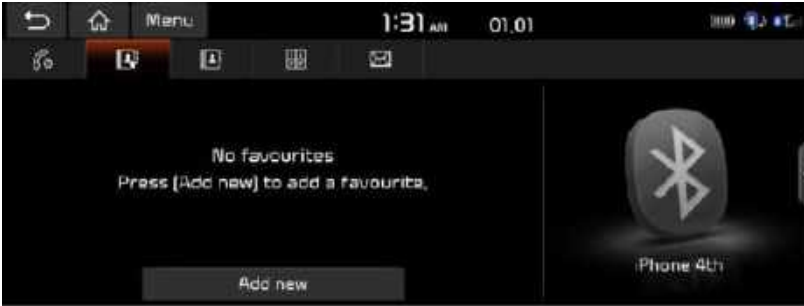 Menu 1:31 AM 01.01
No favourites
Press [Add new] to add a favourite.
Add new
iPhone 4th